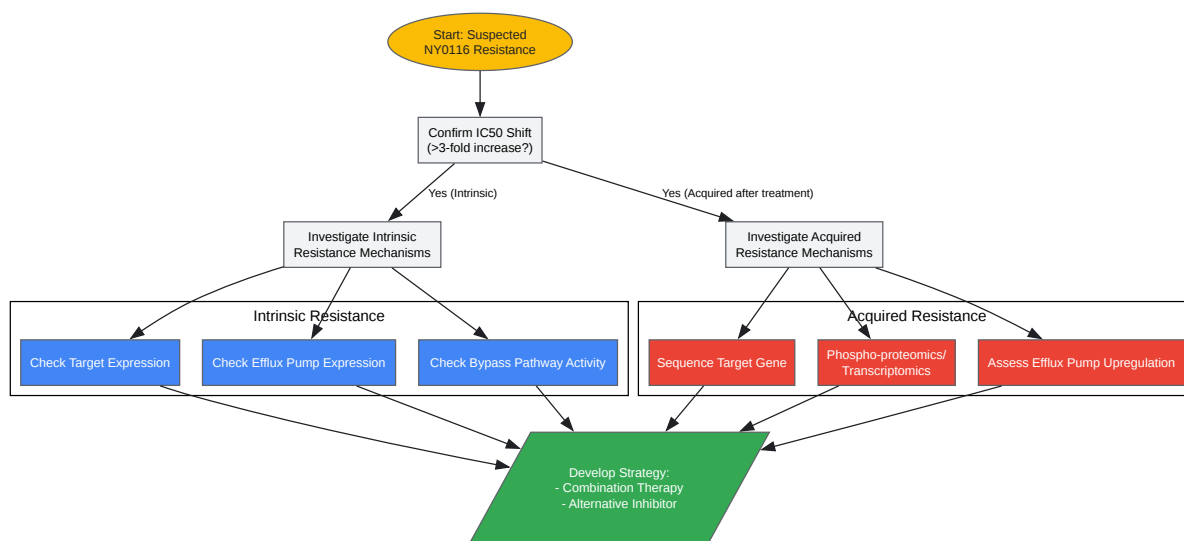 Start: Suspected
NY0116 Resistance
Confirm IC50 Shift
(>3-fold increase?)
Yes (Intrinsic)
Yes (Acquired after treatment)
Investigate Intrinsic
Resistance Mechanisms
Investigate Acquired
Resistance Mechanisms
Intrinsic Resistance
Acquired Resistance
Check Target Expression
Check Efflux Pump Expression
Check Bypass Pathway Activity
Sequence Target Gene
Phospho-proteomics/
Transcriptomics
Assess Efflux Pump Upregulation
Develop Strategy:
- Combination Therapy
- Alternative Inhibitor